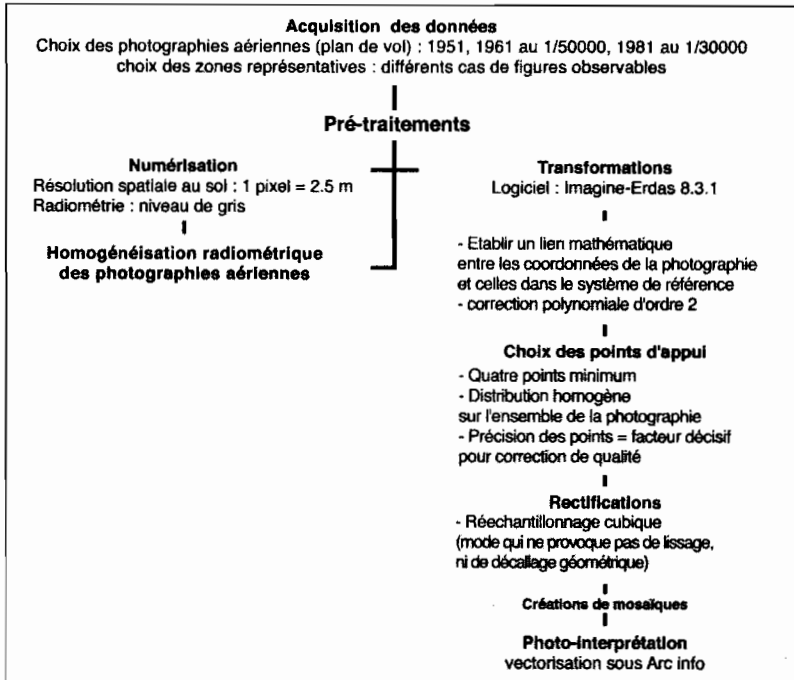 Acquisition des données
Choix des photographies aériennes (plan de vol) : 1951, 1961 au 1/50000, 1981 au 1/30000
choix des zones représentatives : différents cas de figures observables
Pré-traitements
Numérisation
Résolution spatiale au sol : 1 pixel = 2.5 m
Radiométrie : niveau de gris
Homogénéisation radiométrique
des photographies aériennes
Transformations
Logiciel : Imagine-Erdas 8.3.1
- Etablir un lien mathématique
entre les coordonnées de la photographie
et celles dans le système de référence
- correction polynomiale d'ordre 2
Choix des points d'appui
- Quatre points minimum
- Distribution homogène
sur l'ensemble de la photographie
- Précision des points = facteur décisif
pour correction de qualité
Rectifications
- Réechantillonnage cubique
(mode qui ne provoque pas de lissage,
ni de décallage géométrique)
Créations de mosaïques
Photo-interprétation
vectorisation sous Arc info